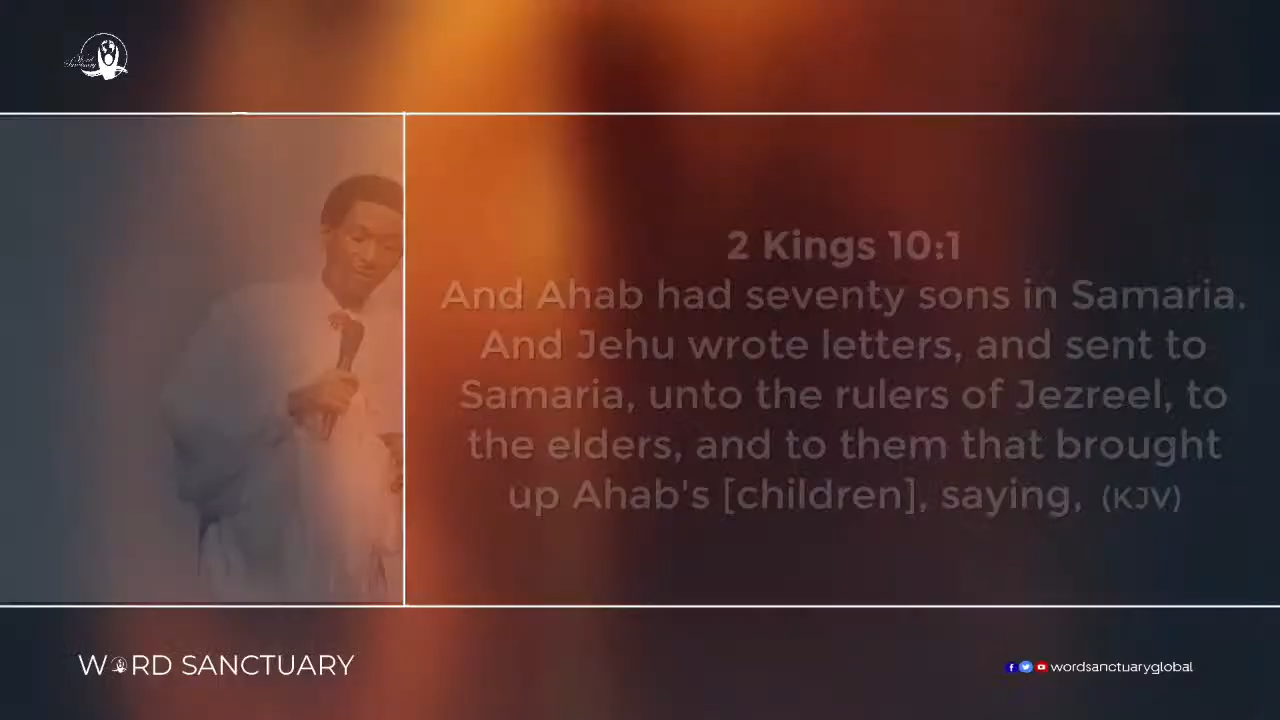 Word
Sanctuary
2 Kings 10:1
And Ahab had seventy sons in Samaria.
And Jehu wrote letters, and sent to
Samaria, unto the rulers of Jezreel, to
the elders, and to them that brought
up Ahab's [children], saying, (KJV)
WORD SANCTUARY
wordsanctuaryglobal